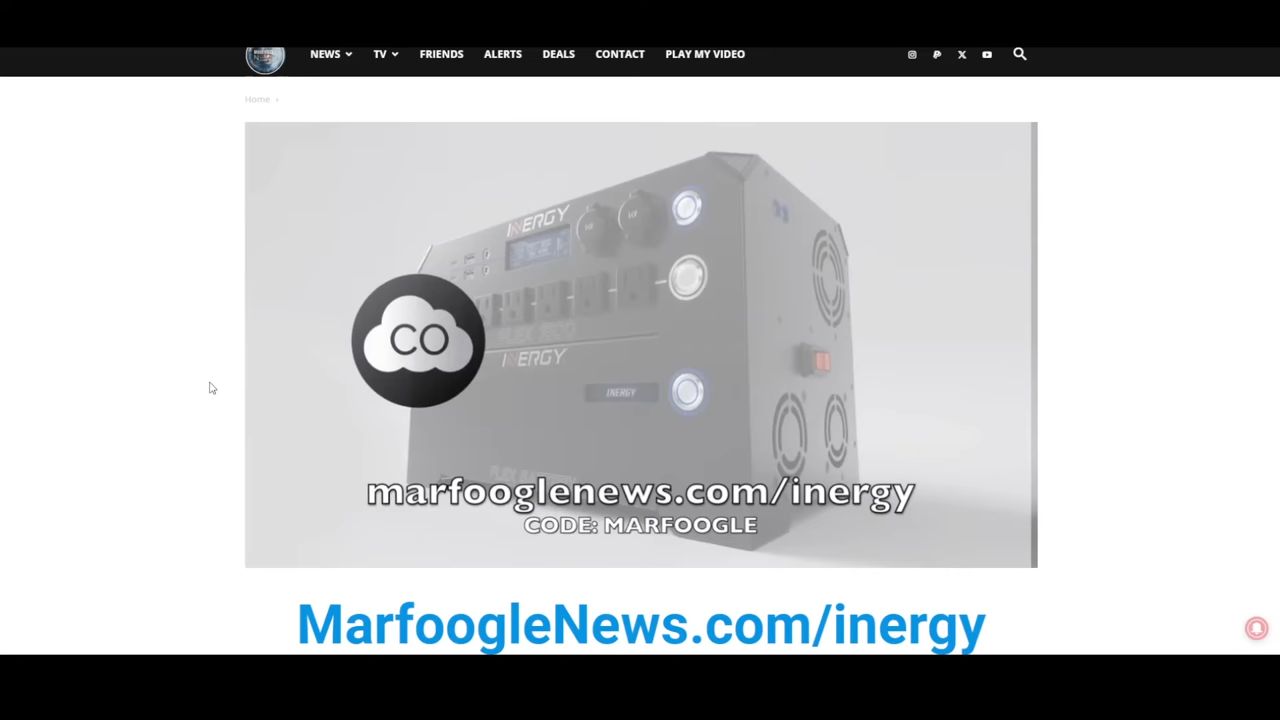 NEWS TV FRIENDS ALERTS DEALS CONTACT PLAY MY VIDEO
Home ›
INERGY
INERGY
INERGY
CO
marfooglenews.com/inergy
CODE: MARFOOGLE
MarfoogleNews.com/inergy